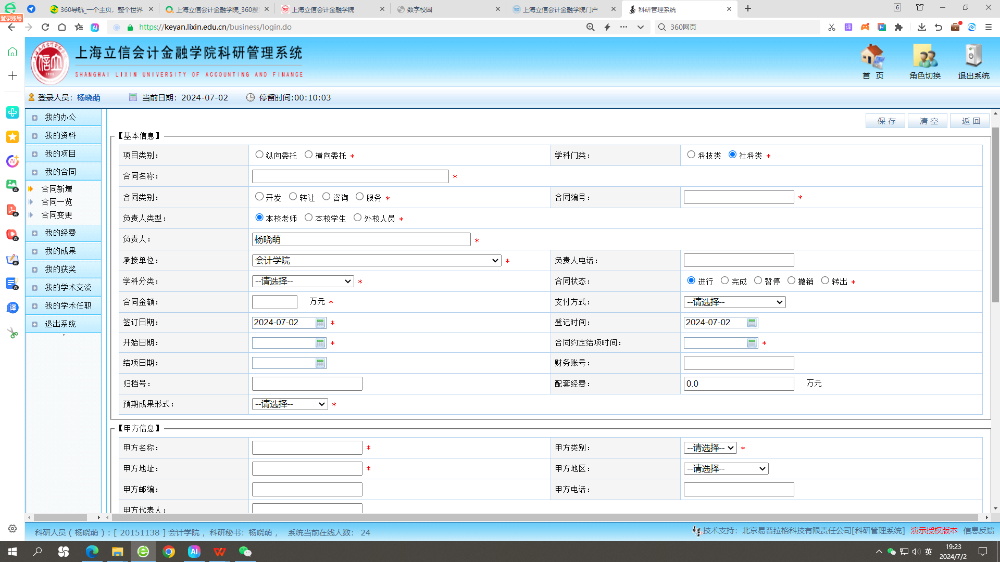 登录账号
360导航_一个主页，整个世界
上海立信会计金融学院_360搜
上海立信会计金融学院
数字校园
上海立信会计金融学院门户
科研管理系统
6
https://keyan.lixin.edu.cn/business/login.do
360网页
上海立信会计金融学院科研管理系统
SHANGHAI LIXIN UNIVERSITY OF ACCOUNTING AND FINANCE
首 页
角色切换
退出系统
登录人员： 杨晓萌
当前日期： 2024-07-02
停留时间:00:10:03
我的办公
我的资料
我的项目
我的合同
合同新增
合同一览
合同变更
我的经费
我的成果
我的获奖
我的学术交流
我的学术任职
退出系统
保 存
清 空
返 回
【基本信息】
项目类别： 纵向委托 横向委托 * 学科门类： 科技类 社科类 *
合同名称： *
合同类别： 开发 转让 咨询 服务 * 合同编号： *
负责人类型： 本校老师 本校学生 外校人员 *
负责人： 杨晓萌 *
承接单位： 会计学院 * 负责人电话：
学科分类： --请选择-- * 合同状态： 进行 完成 暂停 撤销 转出 *
合同金额： 万元 * 支付方式： --请选择--
签订日期： 2024-07-02 * 登记时间： 2024-07-02
开始日期： * 合同约定结项时间： *
结项日期： 财务账号：
归档号： 配套经费： 0.0 万元
预期成果形式： --请选择-- *
【甲方信息】
甲方名称： * 甲方类别： --请选择-- *
甲方地址： * 甲方地区： --请选择--
甲方邮编： 甲方电话：
甲方代表人：
科研人员 ( 杨晓萌 ) : [ 20151138 ] 会计学院， 科研秘书： 杨晓萌， 系统当前在线人数： 24
技术支持： 北京易普拉格科技有限责任公司[科研管理系统] 演示授权版本 信息反馈
英
19:23
2024/7/2